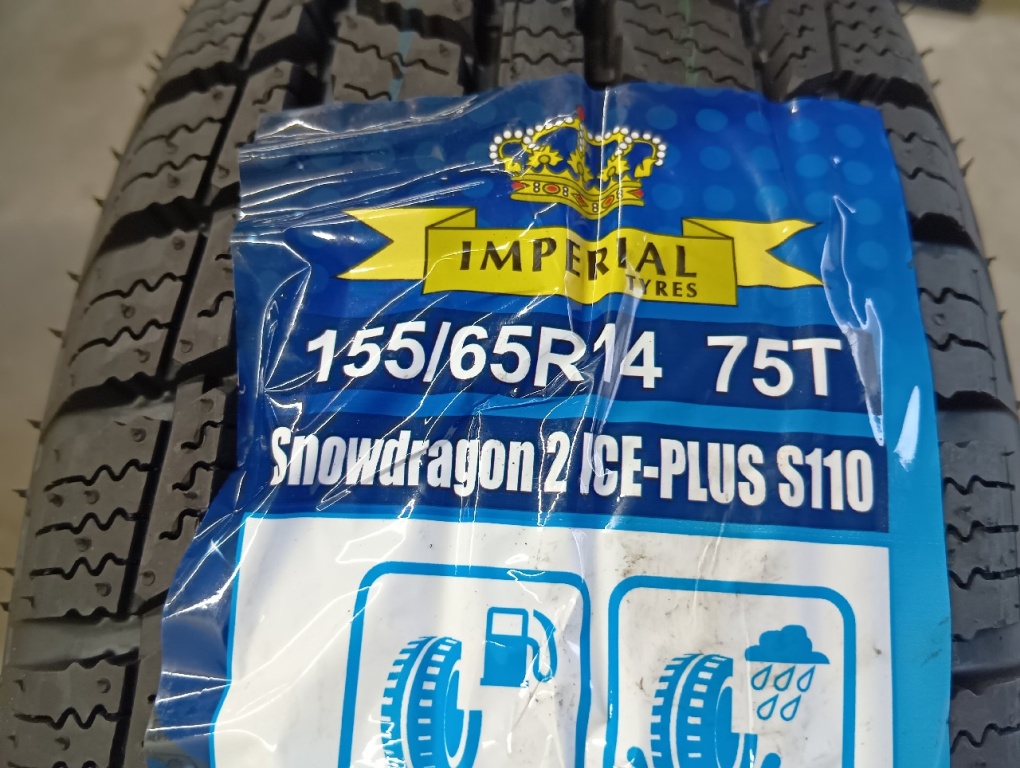 IMPERIAL
TYRES
155/65R14 75T
Snowdragon 2 ICE-PLUS S110